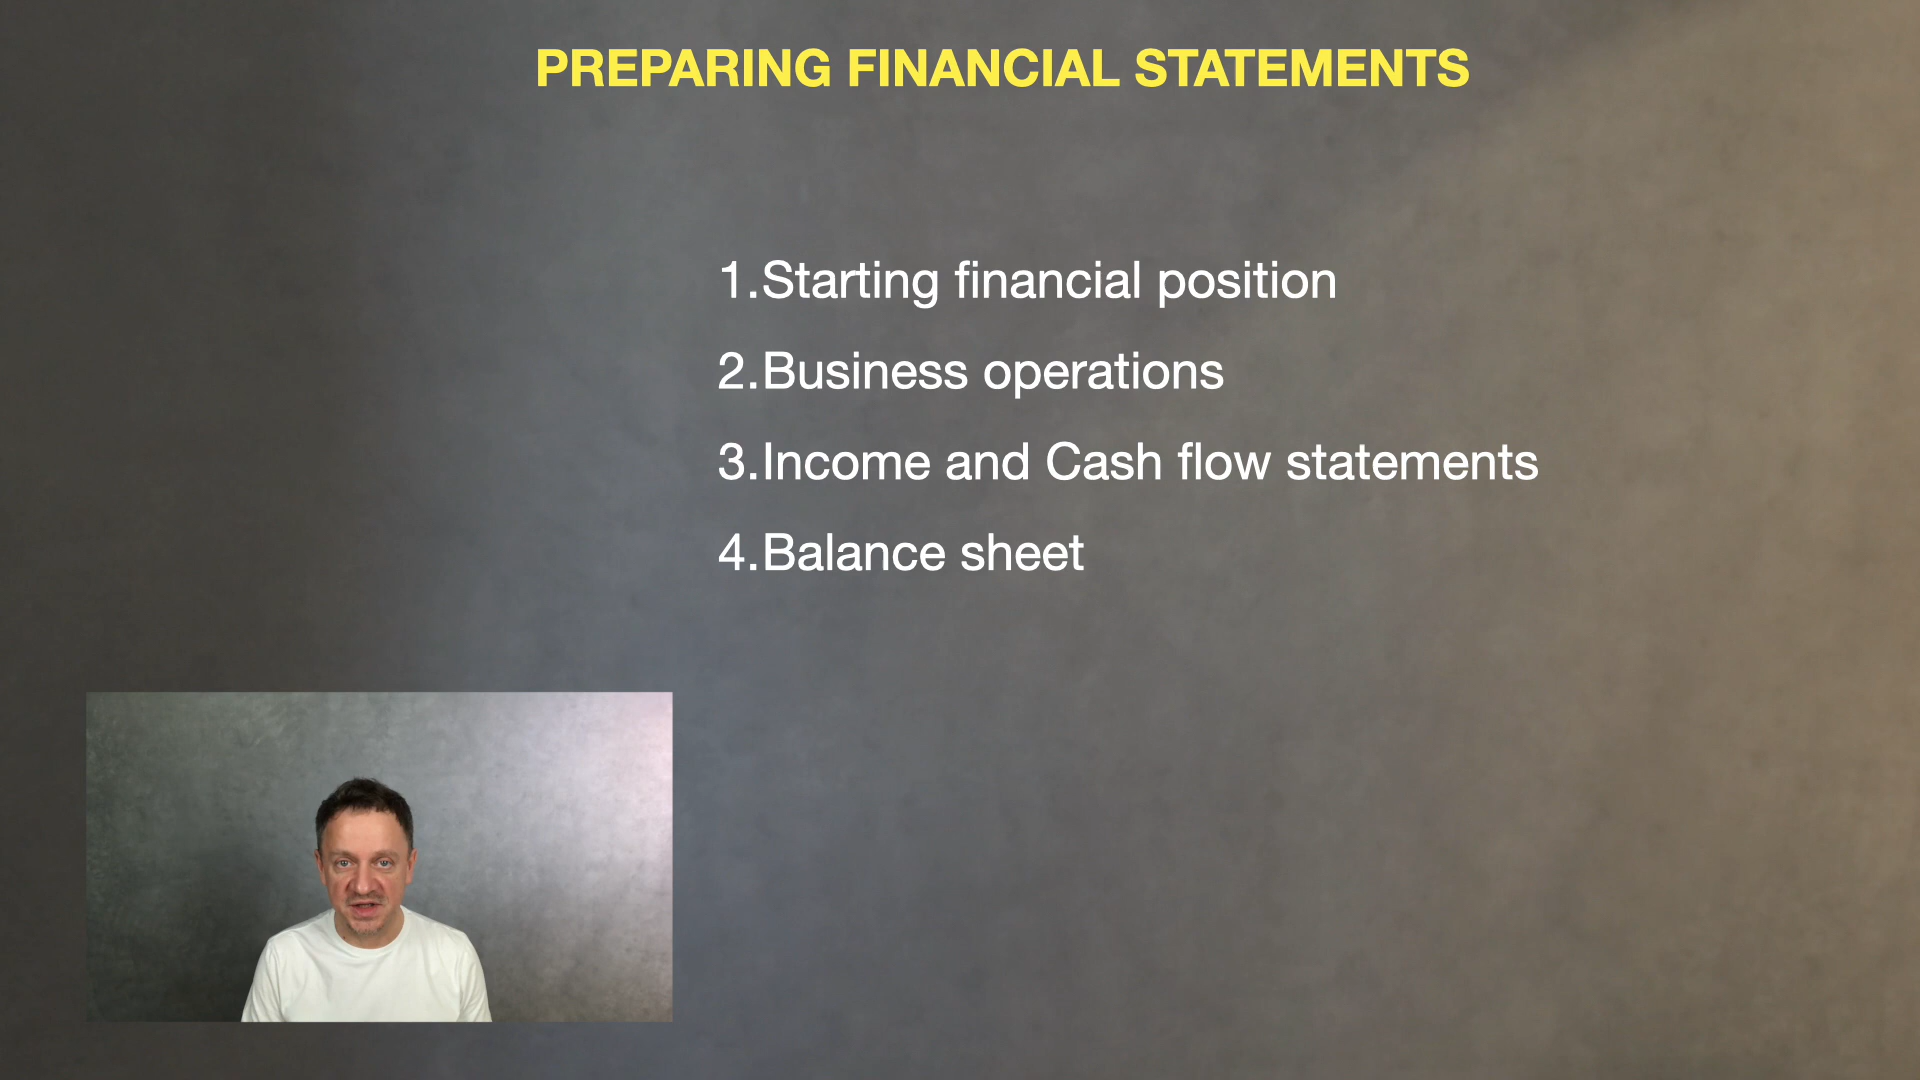 PREPARING FINANCIAL STATEMENTS
1.Starting financial position
2.Business operations
3.Income and Cash flow statements
4.Balance sheet